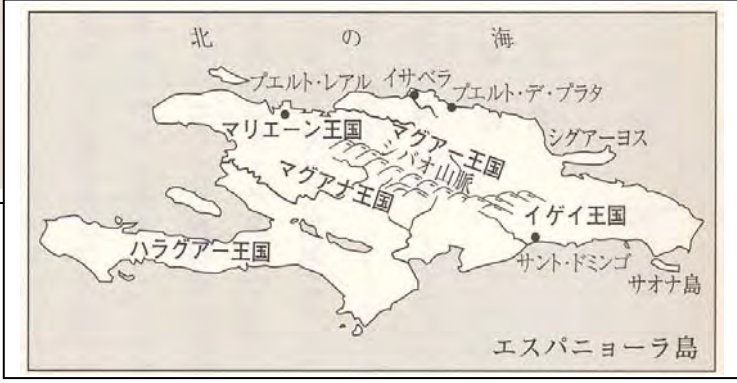 北の海
プエルト・レアル
イサベラ
プエルト・デ・プラタ
マリエーン王国
マグアー王国
シグアーヨス
シバオ山脈
マグアナ王国
イゲイ王国
ハラグアー王国
サント・ドミンゴ
サオナ島
エスパニョーラ島